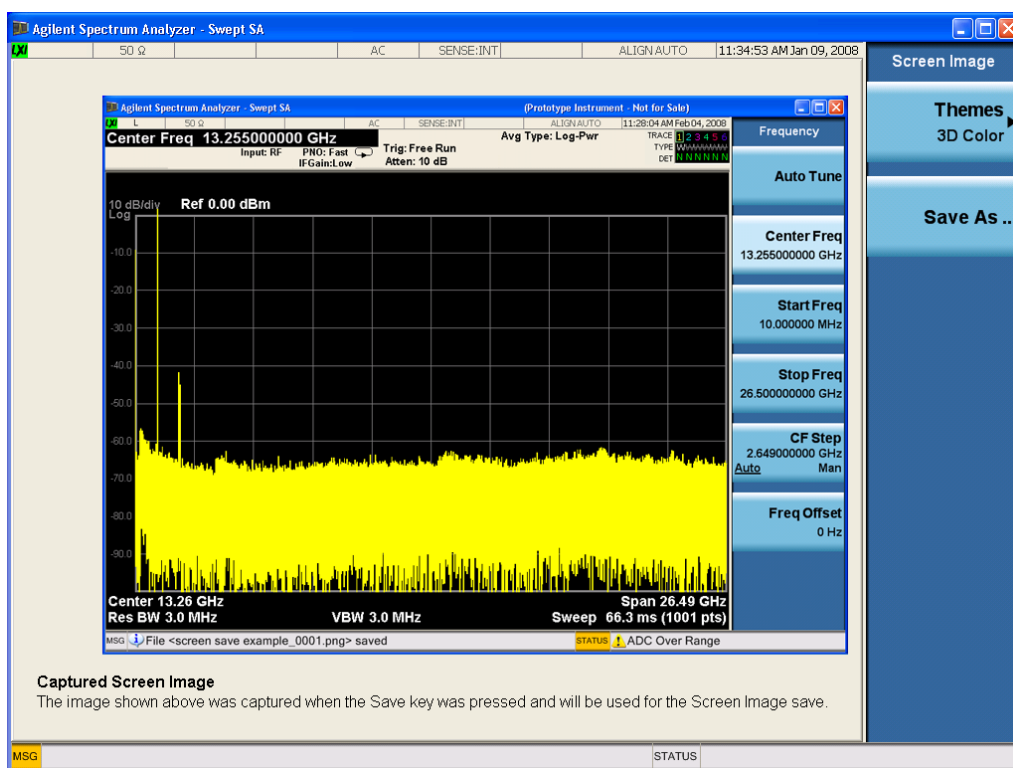 Agilent Spectrum Analyzer - Swept SA
LXI 50 Ω AC SENSE:INT ALIGN AUTO 11:34:53 AM Jan 09, 2008
Screen Image
Themes
3D Color
Save As ..
Agilent Spectrum Analyzer - Swept SA (Prototype Instrument - Not for Sale)
LXI L 50 Ω AC SENSE:INT ALIGNAUTO 11:28:04 AM Feb 04, 2008
Center Freq 13.255000000 GHz
Input: RF
PNO: Fast
IFGain:Low
Trig: Free Run
Atten: 10 dB
Avg Type: Log-Pwr
TRACE 1 2 3 4 5 6
TYPE
DET N N N N N N
Frequency
Auto Tune
Center Freq
13.255000000 GHz
Start Freq
10.000000 MHz
Stop Freq
26.500000000 GHz
CF Step
2.649000000 GHz
Auto Man
Freq Offset
0 Hz
10 dB/div Ref 0.00 dBm
Log
-10.0
-20.0
-30.0
-40.0
-50.0
-60.0
-70.0
-80.0
-90.0
Center 13.26 GHz Span 26.49 GHz
Res BW 3.0 MHz VBW 3.0 MHz Sweep 66.3 ms (1001 pts)
MSG File <screen save example_0001.png> saved STATUS ADC Over Range
Captured Screen Image
The image shown above was captured when the Save key was pressed and will be used for the Screen Image save.
MSG STATUS